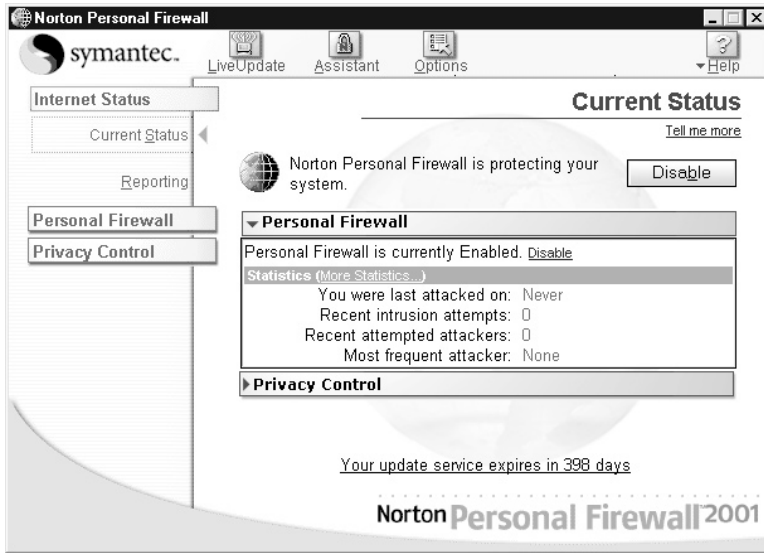 Norton Personal Firewall
symantec.
LiveUpdate Assistant Options Help
Internet Status
Current Status
Reporting
Personal Firewall
Privacy Control
Current Status
Tell me more
Norton Personal Firewall is protecting your
system.
Disable
Personal Firewall
Personal Firewall is currently Enabled. Disable
Statistics (More Statistics...)
You were last attacked on: Never
Recent intrusion attempts: 0
Recent attempted attackers: 0
Most frequent attacker: None
Privacy Control
Your update service expires in 398 days
Norton Personal Firewall™ 2001